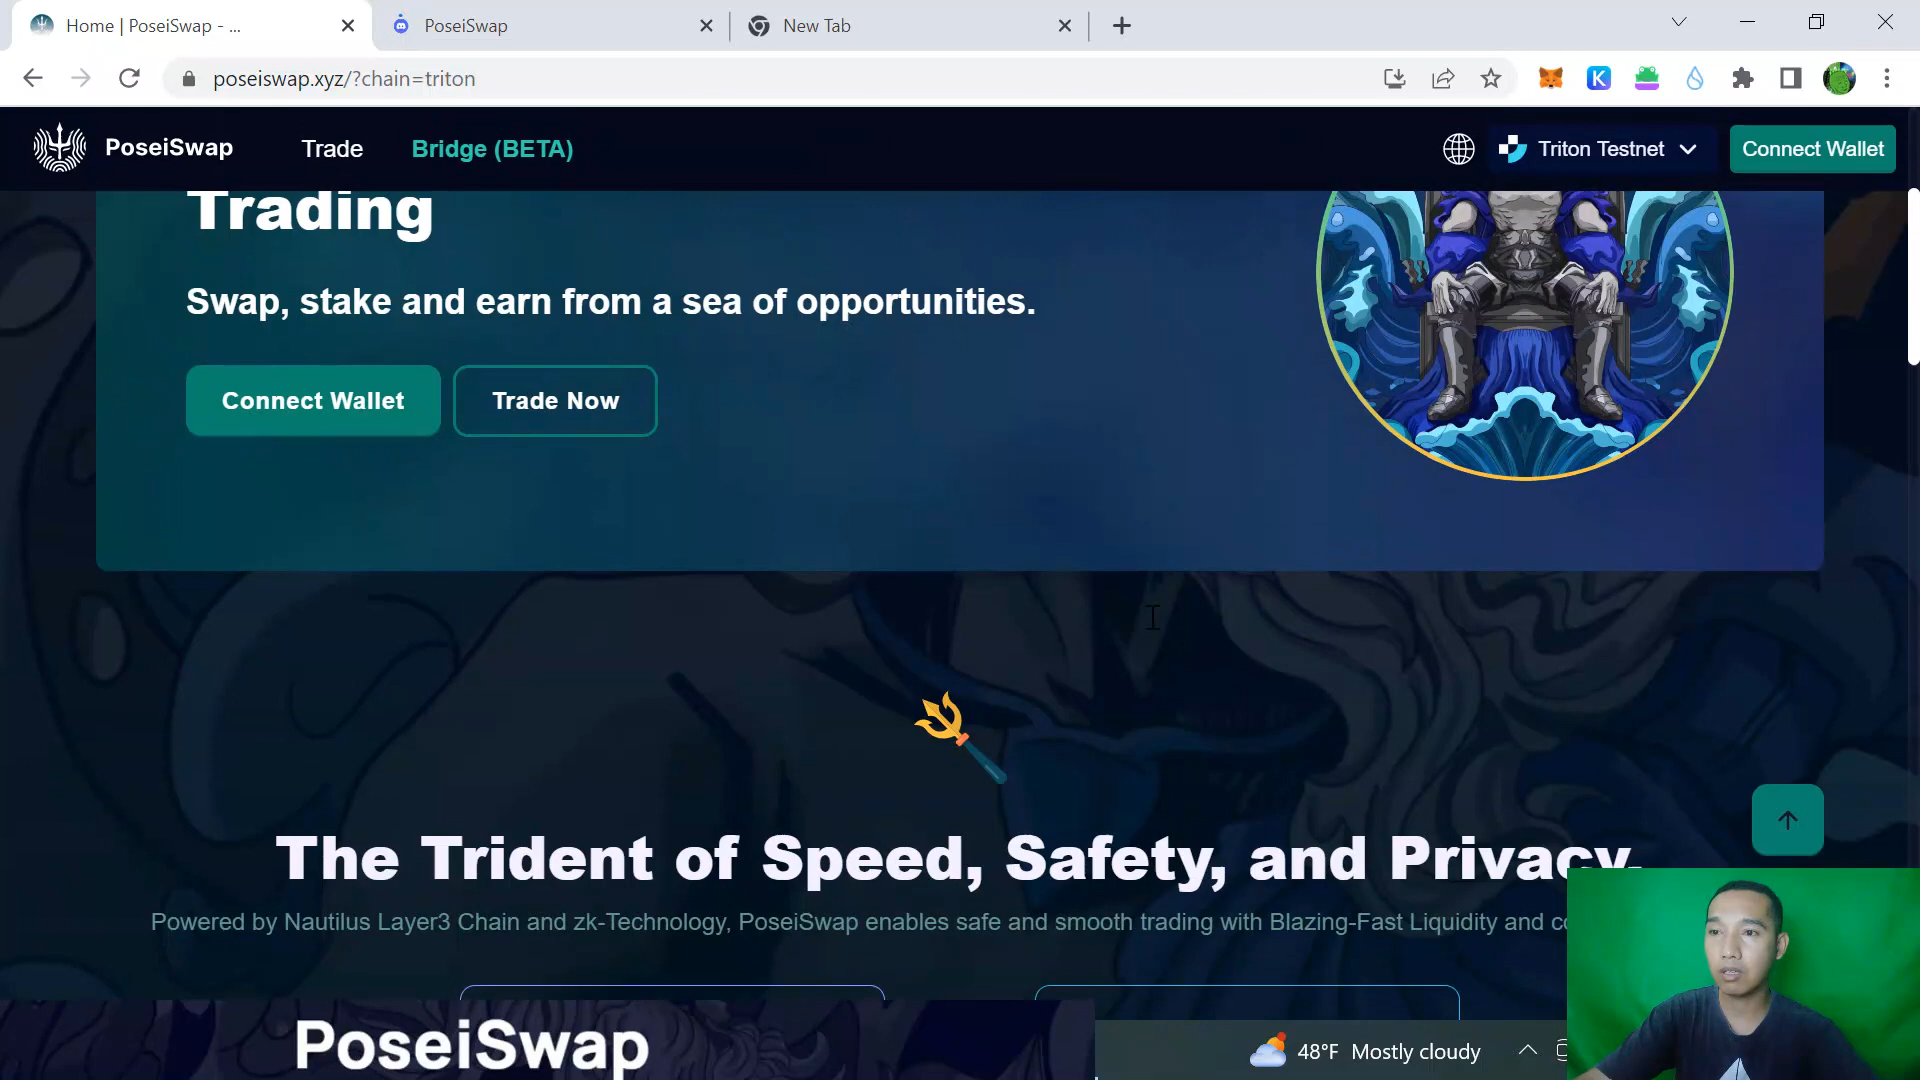 Home | PoseiSwap - ...
PoseiSwap
New Tab
poseiswap.xyz/?chain=triton
PoseiSwap
Trade
Bridge (BETA)
Triton Testnet
Connect Wallet
Trading
Swap, stake and earn from a sea of opportunities.
Connect Wallet
Trade Now
The Trident of Speed, Safety, and Privacy.
Powered by Nautilus Layer3 Chain and zk-Technology, PoseiSwap enables safe and smooth trading with Blazing-Fast Liquidity and
PoseiSwap
48°F Mostly cloudy